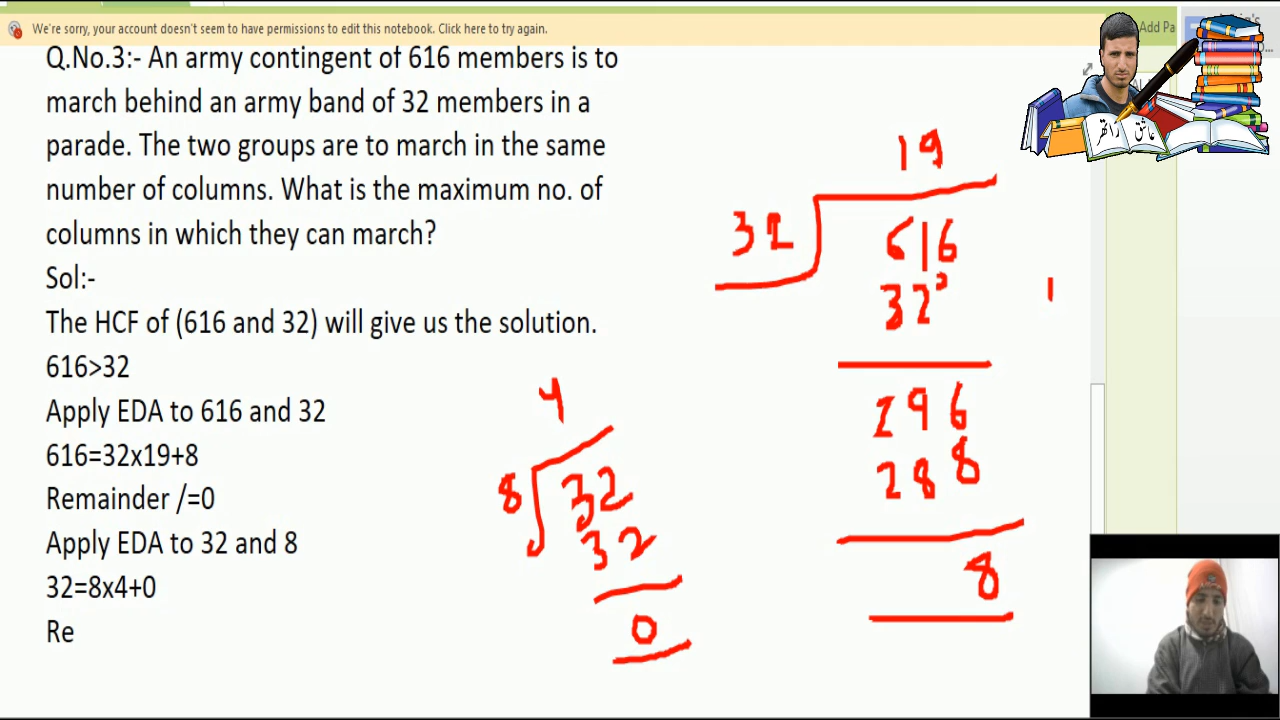 We're sorry, your account doesn't seem to have permissions to edit this notebook. Click here to try again.
Add Pa
Q.No.3:- An army contingent of 616 members is to
march behind an army band of 32 members in a
parade. The two groups are to march in the same
number of columns. What is the maximum no. of
columns in which they can march?
Sol:-
The HCF of (616 and 32) will give us the solution.
616>32
Apply EDA to 616 and 32
616=32x19+8
Remainder /=0
Apply EDA to 32 and 8
32=8x4+0
Re
4
8 32
32
0
19
32 616
32
296
288
8
عاشق راتھر